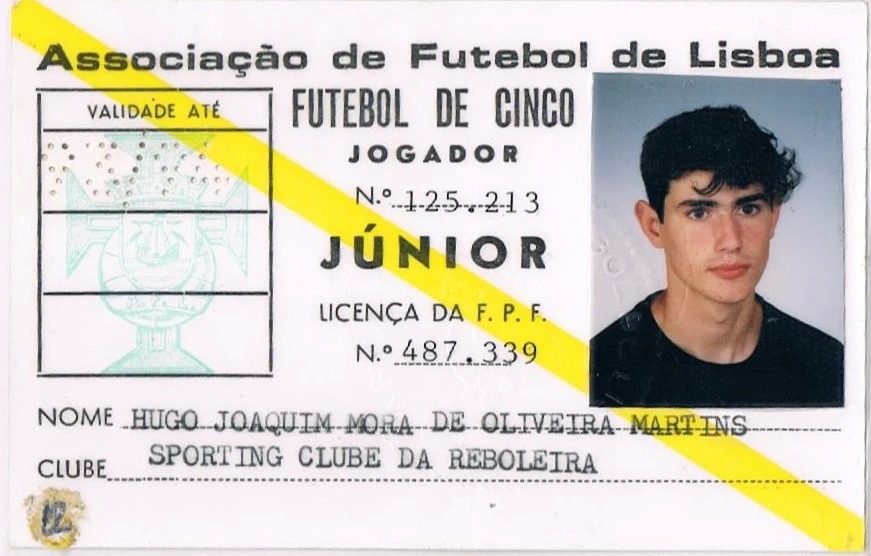 Associação de Futebol de Lisboa
VALIDADE ATÉ
FUTEBOL DE CINCO
JOGADOR
N.º 125.213
JÚNIOR
LICENÇA DA F. P. F.
N.º 487.339
A. F. L.
NOME HUGO JOAQUIM MORA DE OLIVEIRA MARTINS
CLUBE SPORTING CLUBE DA REBOLEIRA